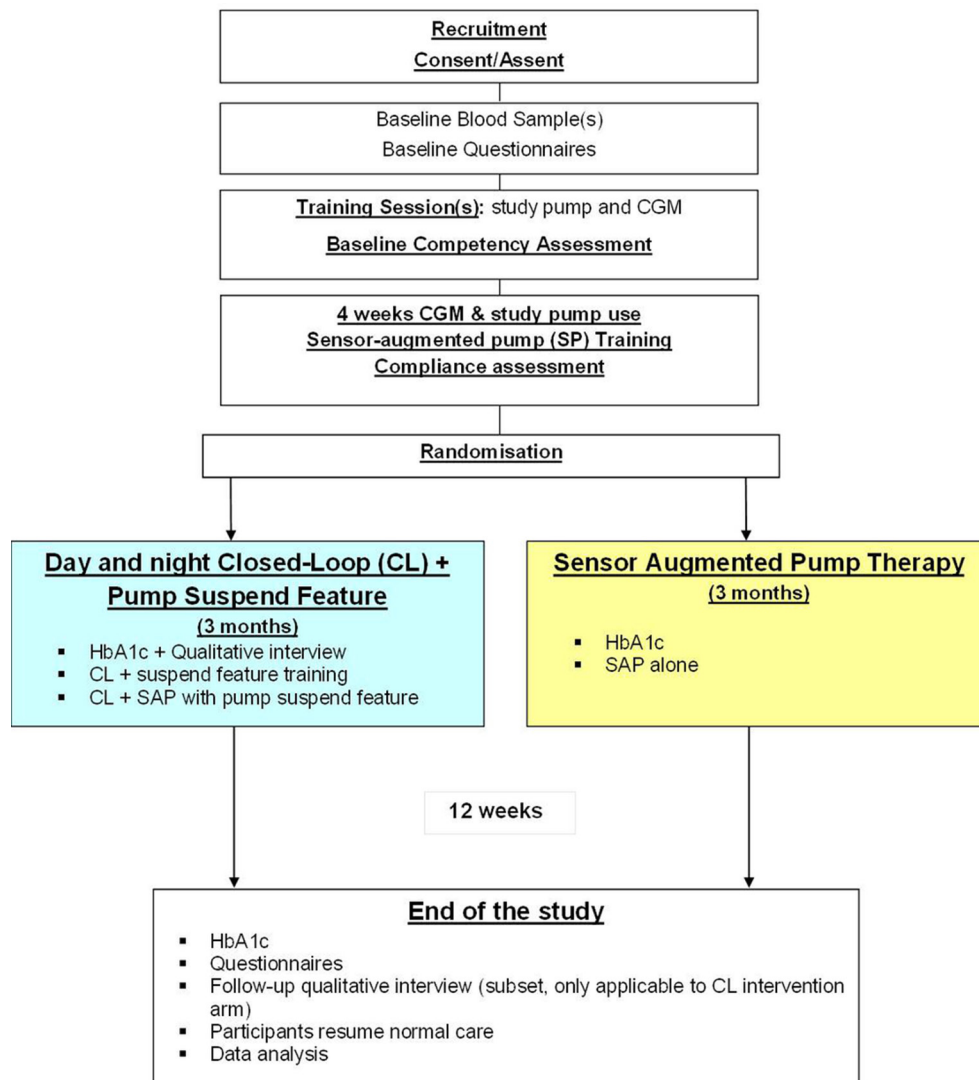 Recruitment
Consent/Assent
Baseline Blood Sample(s)
Baseline Questionnaires
Training Session(s): study pump and CGM
Baseline Competency Assessment
4 weeks CGM & study pump use
Sensor-augmented pump (SP) Training
Compliance assessment
Randomisation
Day and night Closed-Loop (CL) +
Pump Suspend Feature
(3 months)
▪ HbA1c + Qualitative interview
▪ CL + suspend feature training
▪ CL + SAP with pump suspend feature
Sensor Augmented Pump Therapy
(3 months)
▪ HbA1c
▪ SAP alone
12 weeks
End of the study
▪ HbA1c
▪ Questionnaires
▪ Follow-up qualitative interview (subset, only applicable to CL intervention
arm)
▪ Participants resume normal care
▪ Data analysis